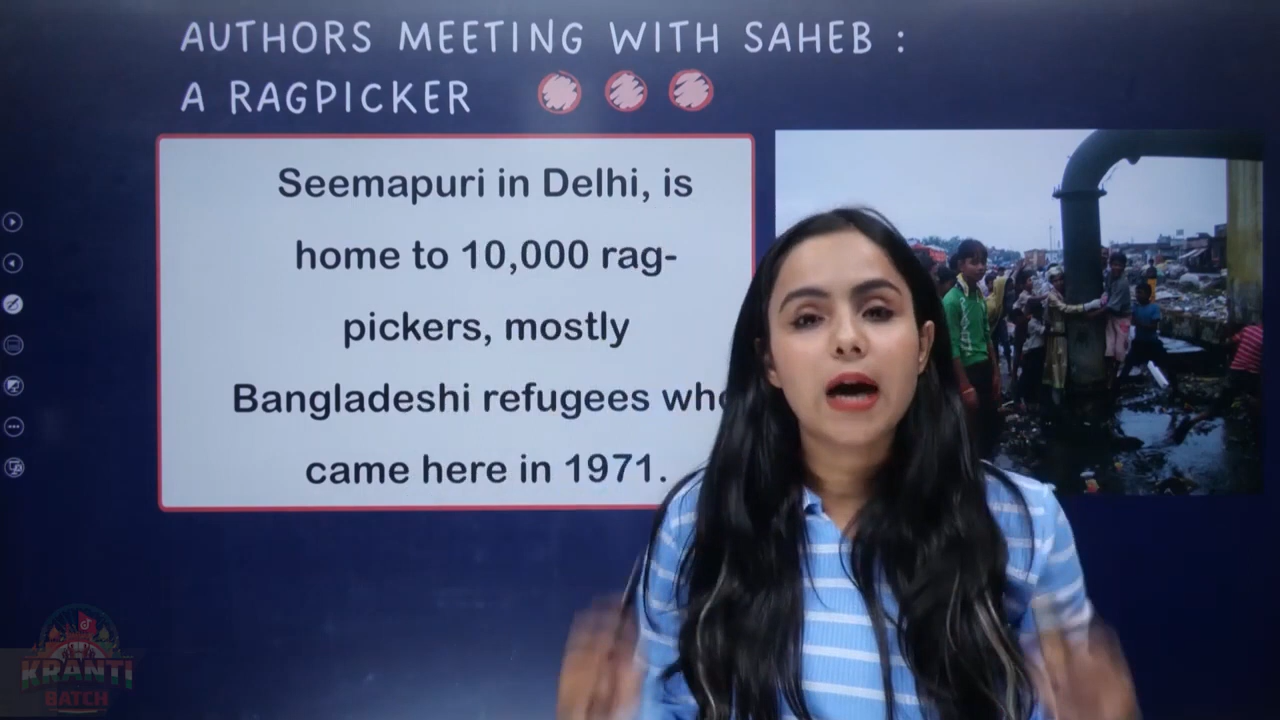 AUTHORS MEETING WITH SAHEB :
A RAGPICKER
Seemapuri in Delhi, is
home to 10,000 rag-
pickers, mostly
Bangladeshi refugees who
came here in 1971.
KRANTI
BATCH